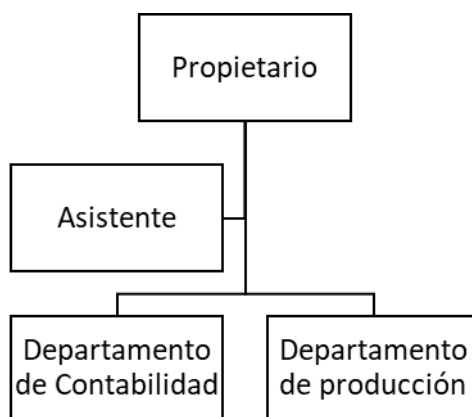 Propietario
Asistente
Departamento
de Contabilidad
Departamento
de producción